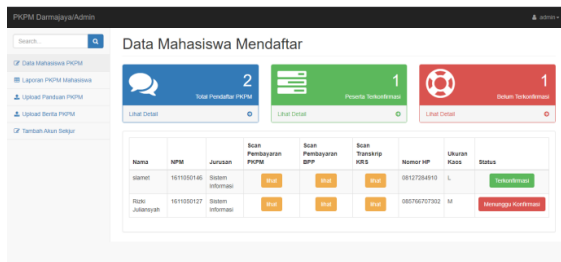 PKPM Darmajaya/Admin
admin
Search...
Data Mahasiswa PKPM
Laporan PKPM Mahasiswa
Upload Panduan PKPM
Upload Berita PKPM
Tambah Akun Sekjur
Data Mahasiswa Mendaftar
2
Total Pendaftar PKPM
Lihat Detail
1
Peserta Terkonfirmasi
Lihat Detail
1
Belum Terkonfirmasi
Lihat Detail
Nama NPM Jurusan Scan Pembayaran PKPM Scan Pembayaran BPP Scan Transkrip KRS Nomor HP Ukuran Kaos Status
slamet 1611050146 Sistem Informasi lihat lihat lihat 08127284910 L Terkonfirmasi
Rizki Juliansyah 1511050127 Sistem Informasi lihat lihat lihat 085766707302 M Menunggu Konfirmasi